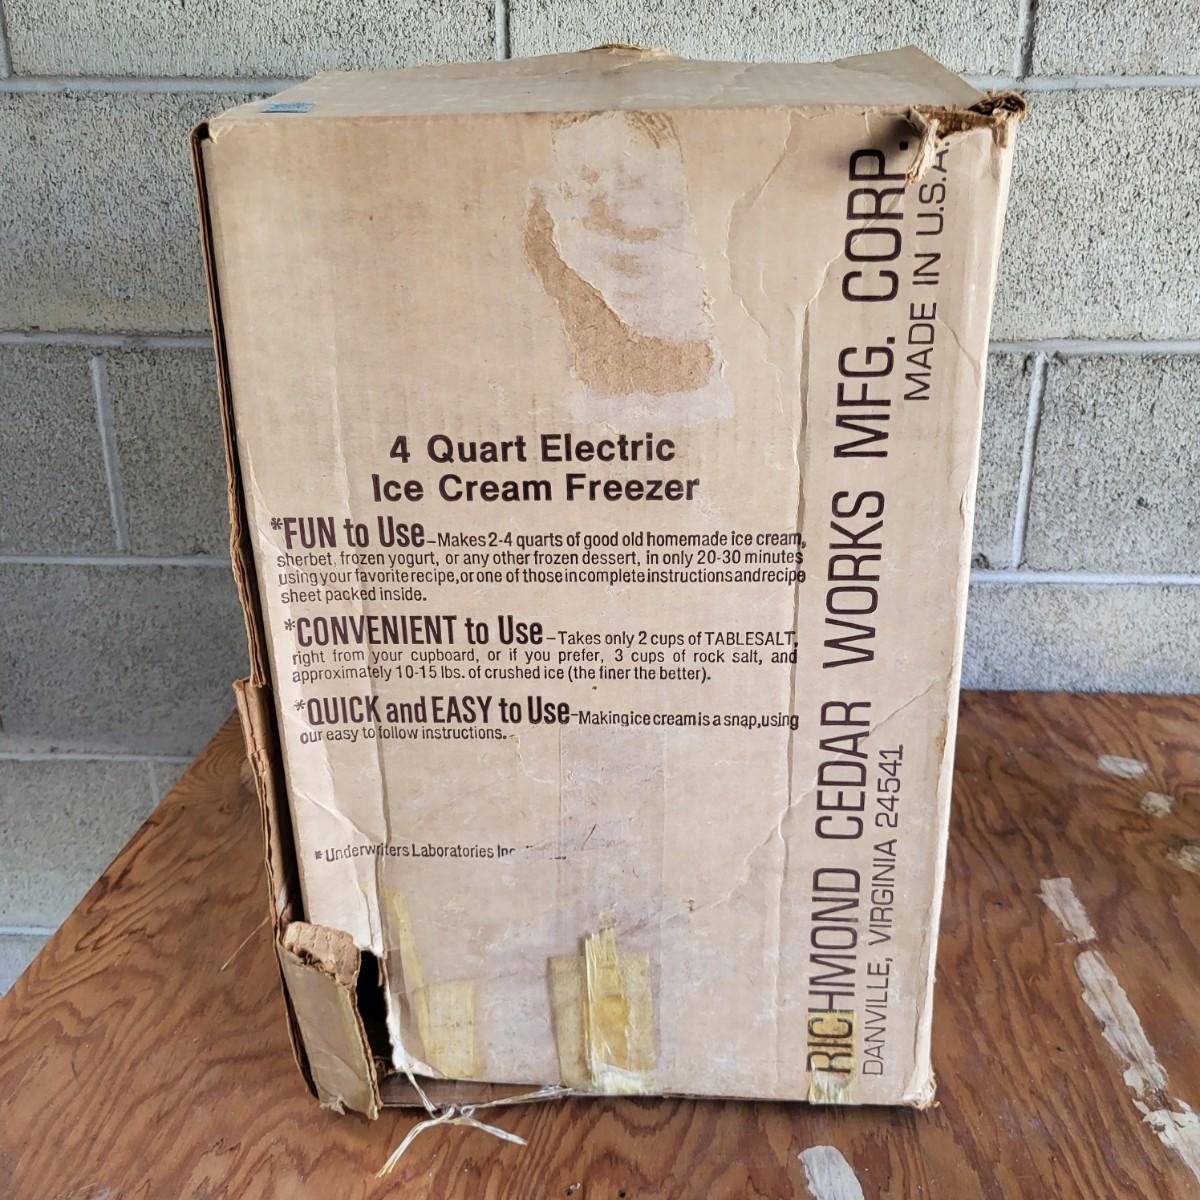 4 Quart Electric
Ice Cream Freezer
*FUN to Use–Makes 2-4 quarts of good old homemade ice cream,
sherbet, frozen yogurt, or any other frozen dessert, in only 20-30 minutes
using your favorite recipe, or one of those in complete instructions and recipe
sheet packed inside.
*CONVENIENT to Use–Takes only 2 cups of TABLE SALT,
right from your cupboard, or if you prefer, 3 cups of rock salt, and
approximately 10-15 lbs. of crushed ice (the finer the better).
*QUICK and EASY to Use–Making ice cream is a snap, using
our easy to follow instructions.
*Underwriters Laboratories Inc.
RICHMOND CEDAR WORKS MFG. CORP.
DANVILLE, VIRGINIA 24541
MADE IN U.S.A.